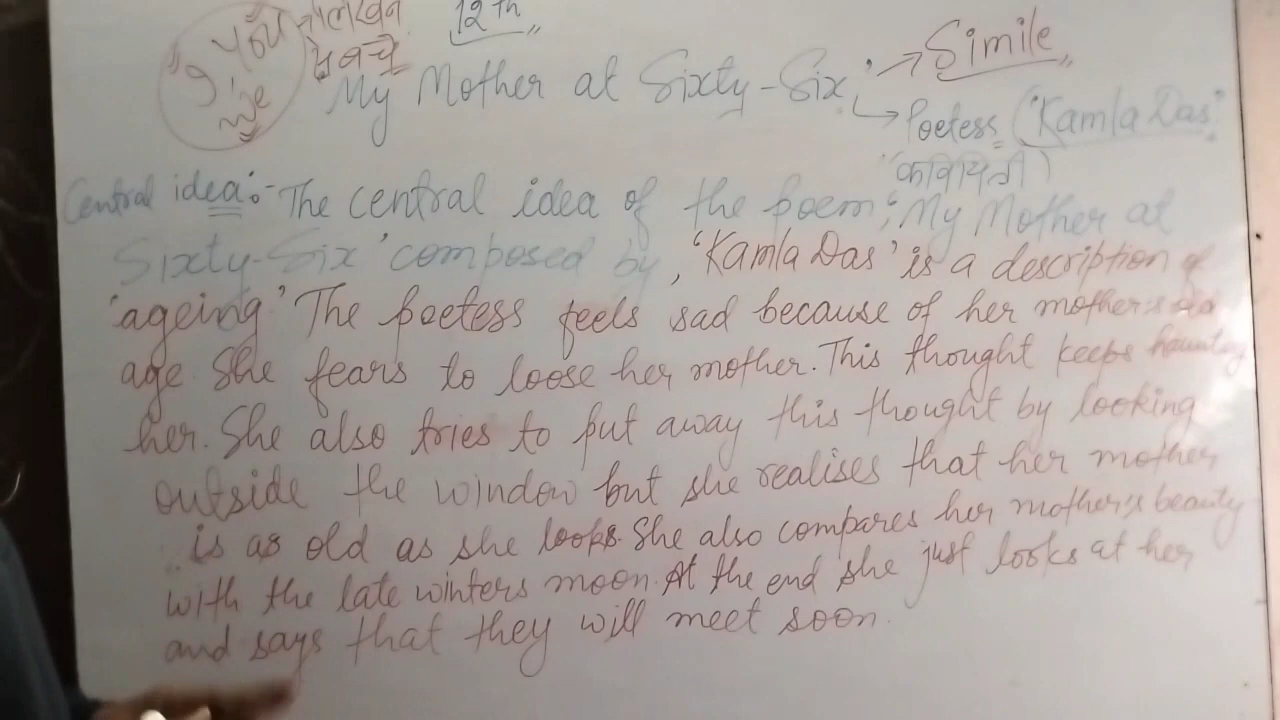 I You We
12th
My Mother at Sixty-Six: → Simile
→ Poetess ("Kamla Das"
Central idea:- The central idea of the poem; 'My Mother at
Sixty-Six' composed by, 'Kamla Das' is a description of
'ageing' The poetess feels sad because of her mother's old
age. She fears to loose her mother. This thought keeps haunting
her. She also tries to put away this thought by looking
outside the window but she realises that her mother
is as old as she looks. She also compares her mother's beauty
with the late winters moon. At the end she just looks at her
and says that they will meet soon.